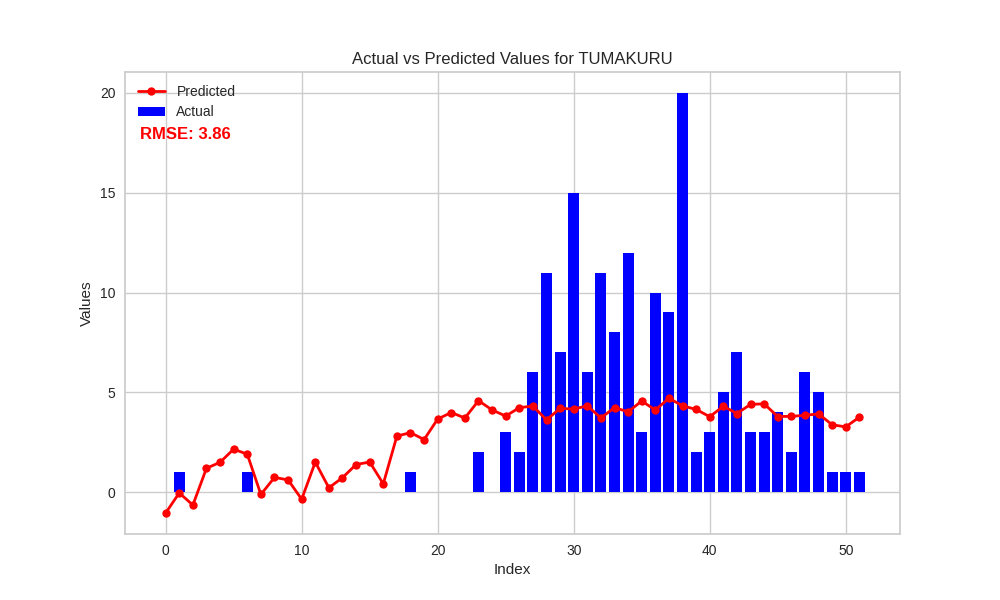 Actual vs Predicted Values for TUMAKURU
Predicted
Actual
RMSE: 3.86
Values
20
15
10
5
0
0 10 20 30 40 50
Index